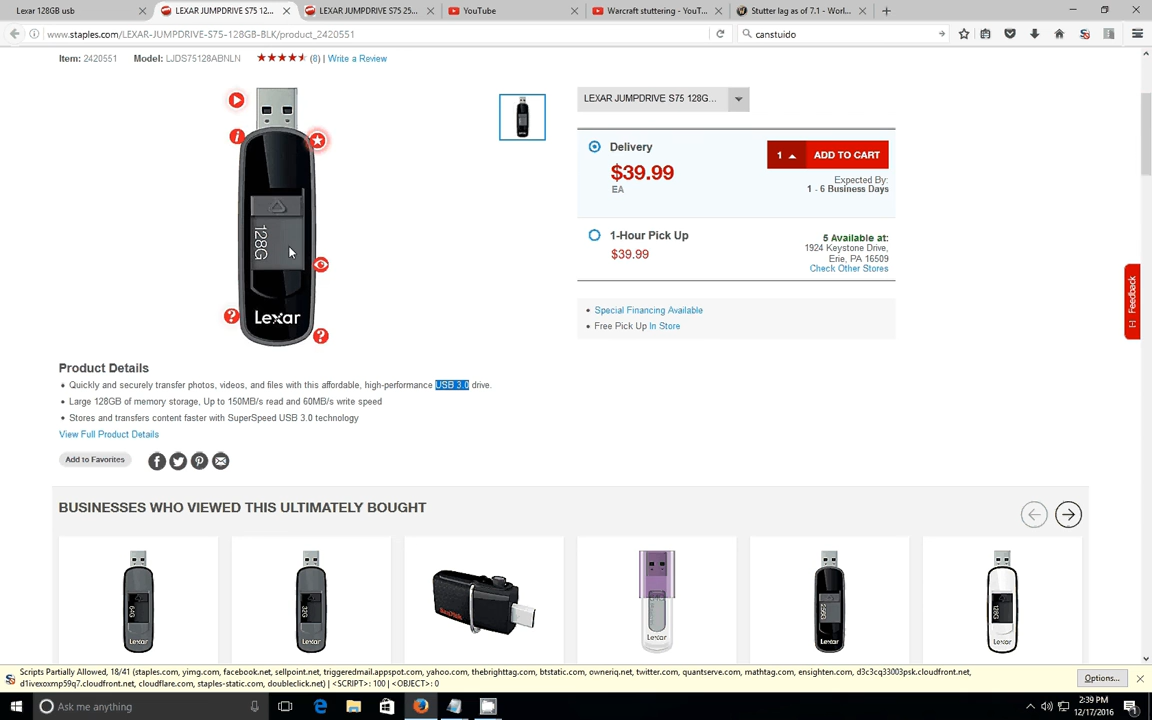 Lexar 128GB usb
LEXAR JUMPDRIVE S75 12...
LEXAR JUMPDRIVE S75 25...
YouTube
Warcraft stuttering - YouT...
Stutter lag as of 7.1 - Worl...
www.staples.com/LEXAR-JUMPDRIVE-S75-128GB-BLK/product_2420551
canstuido
Item: 2420551 Model: LJDS75128ABNLN (8) | Write a Review
LEXAR JUMPDRIVE S75 128G...
Delivery
$39.99
EA
1 ADD TO CART
Expected By:
1 - 6 Business Days
1-Hour Pick Up
$39.99
5 Available at:
1924 Keystone Drive,
Erie, PA 16509
Check Other Stores
Special Financing Available
Free Pick Up In Store
[-] Feedback
128G
Lexar
Product Details
Quickly and securely transfer photos, videos, and files with this affordable, high-performance USB 3.0 drive.
Large 128GB of memory storage, Up to 150MB/s read and 60MB/s write speed
Stores and transfers content faster with SuperSpeed USB 3.0 technology
View Full Product Details
Add to Favorites
BUSINESSES WHO VIEWED THIS ULTIMATELY BOUGHT
64G
Lexar
32G
Lexar
SanDisk
Lexar
256G
Lexar
128G
Lexar
Scripts Partially Allowed, 18/41 (staples.com, yimg.com, facebook.net, sellpoint.net, triggeredmail.appspot.com, yahoo.com, thebrighttag.com, btstatic.com, owneriq.net, twitter.com, quantserve.com, mathtag.com, ensighten.com, d3c3cq33003psk.cloudfront.net,
d1ivexoxmp59q7.cloudfront.net, cloudflare.com, staples-static.com, doubleclick.net) | <SCRIPT>: 100 | <OBJECT>: 0
Options...
Ask me anything
2:39 PM
12/17/2016